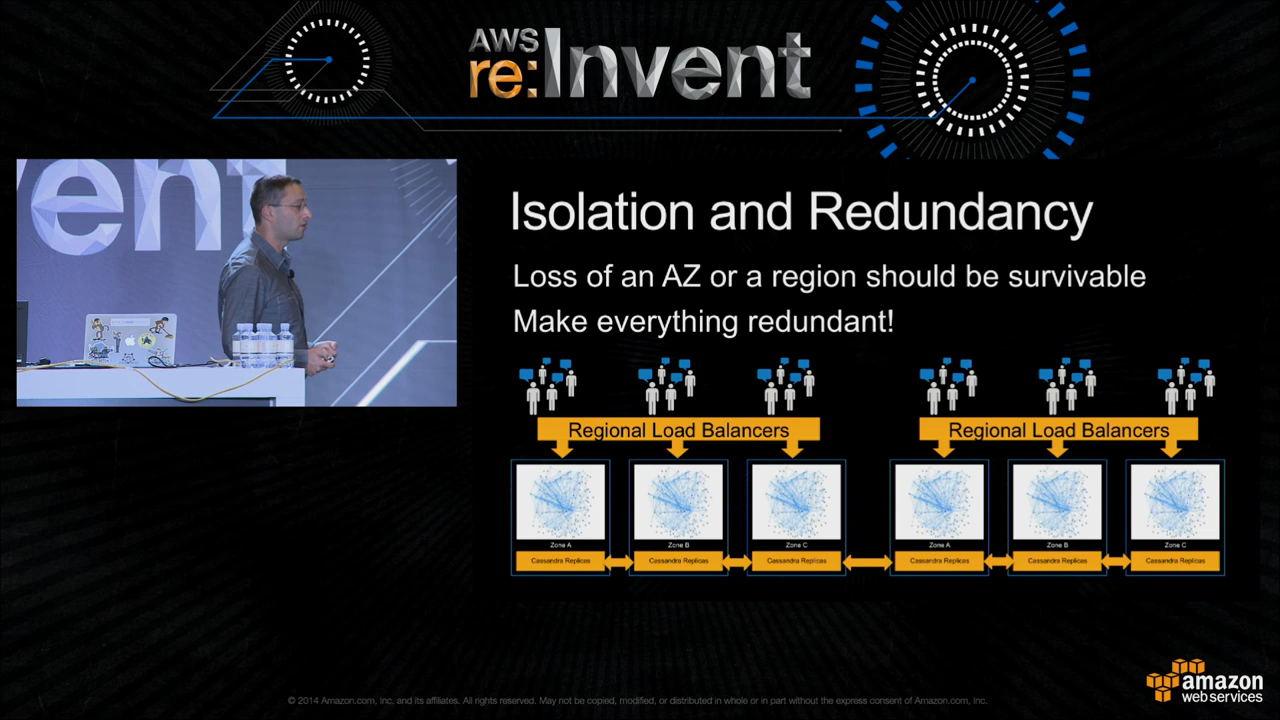 AWS
re:Invent
vent
Isolation and Redundancy
Loss of an AZ or a region should be survivable
Make everything redundant!
Regional Load Balancers
Regional Load Balancers
Zone A
Zone B
Zone C
Zone A
Zone B
Zone C
Cassandra Replicas
Cassandra Replicas
Cassandra Replicas
Cassandra Replicas
Cassandra Replicas
Cassandra Replicas
© 2014 Amazon.com, Inc. and its affiliates. All rights reserved. May not be copied, modified, or distributed in whole or in part without the express consent of Amazon.com, Inc.
amazon
web services